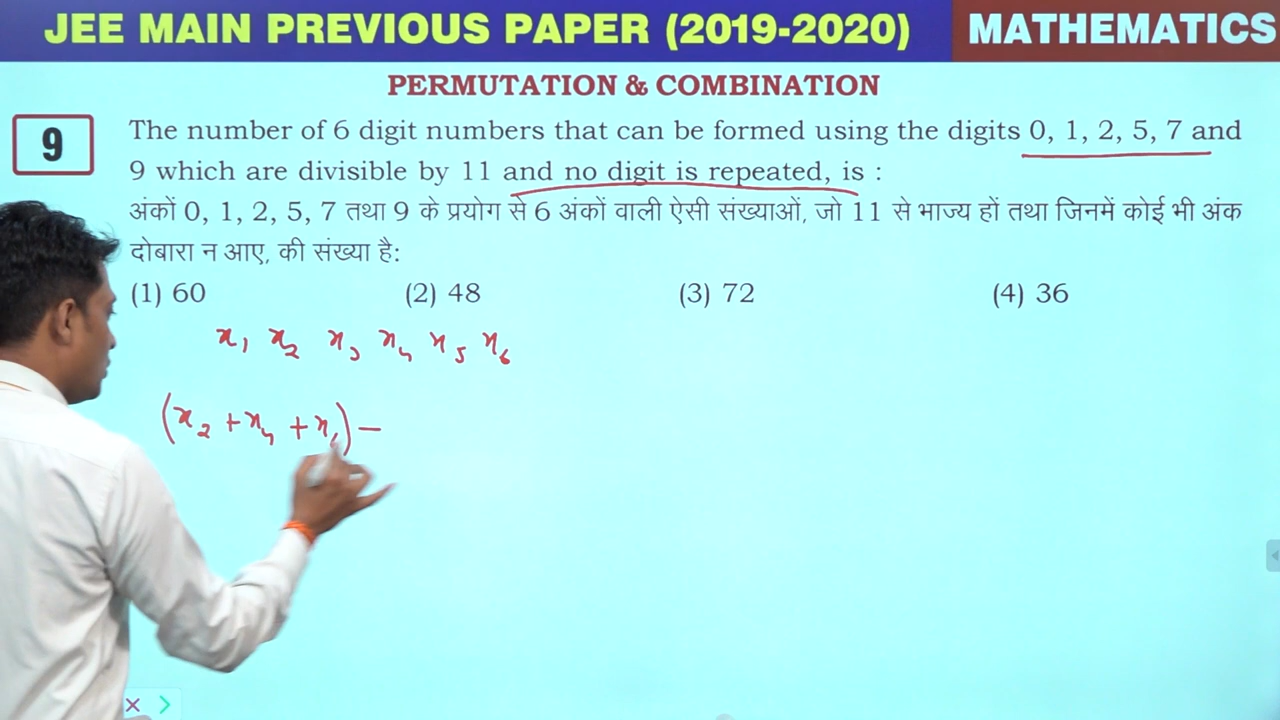 JEE MAIN PREVIOUS PAPER (2019-2020) MATHEMATICS
PERMUTATION & COMBINATION
9
The number of 6 digit numbers that can be formed using the digits 0, 1, 2, 5, 7 and
9 which are divisible by 11 and no digit is repeated, is :
अंकों 0, 1, 2, 5, 7 तथा 9 के प्रयोग से 6 अंकों वाली ऐसी संख्याओं, जो 11 से भाज्य हों तथा जिनमें कोई भी अंक
दोबारा न आए, की संख्या है:
(1) 60 (2) 48 (3) 72 (4) 36
x₁ x₂ x₃ x₄ x₅ x₆
(x₂ + x₄ + x₆) −